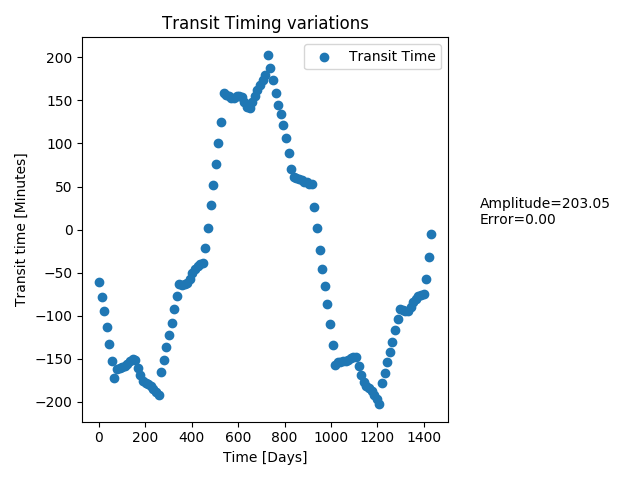 Transit Timing variations
Transit Time
Transit time [Minutes]
200
150
100
50
0
−50
−100
−150
−200
0 200 400 600 800 1000 1200 1400
Time [Days]
Amplitude=203.05
Error=0.00